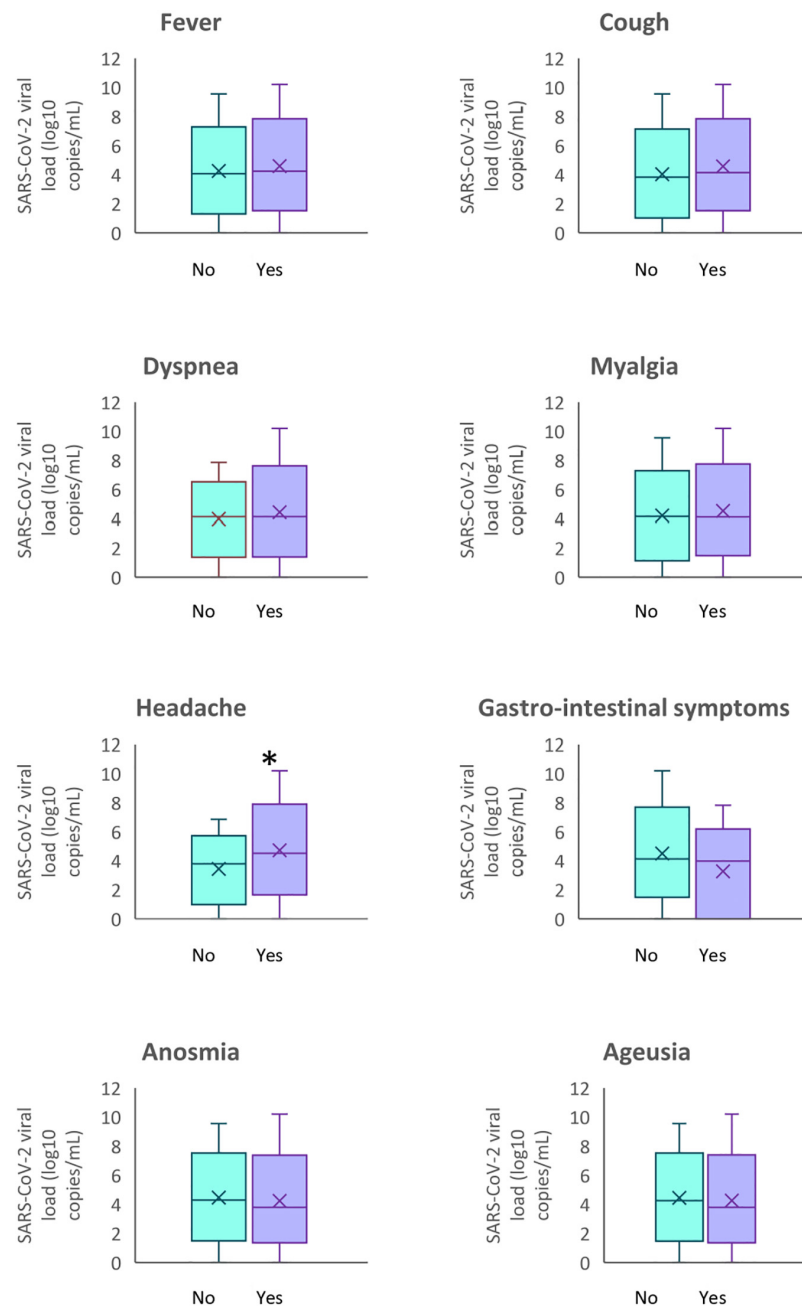 Fever
SARS-CoV-2 viral
load (log10
copies/mL)
12
10
8
6
4
2
0
No Yes
Cough
SARS-CoV-2 viral
load (log10
copies/mL)
12
10
8
6
4
2
0
No Yes
Dyspnea
SARS-CoV-2 viral
load (log10
copies/mL)
12
10
8
6
4
2
0
No Yes
Myalgia
SARS-CoV-2 viral
load (log10
copies/mL)
12
10
8
6
4
2
0
No Yes
Headache
SARS-CoV-2 viral
load (log10
copies/mL)
12
10
8
6
4
2
0
*
No Yes
Gastro-intestinal symptoms
SARS-CoV-2 viral
load (log10
copies/mL)
12
10
8
6
4
2
0
No Yes
Anosmia
SARS-CoV-2 viral
load (log10
copies/mL)
12
10
8
6
4
2
0
No Yes
Ageusia
SARS-CoV-2 viral
load (log10
copies/mL)
12
10
8
6
4
2
0
No Yes